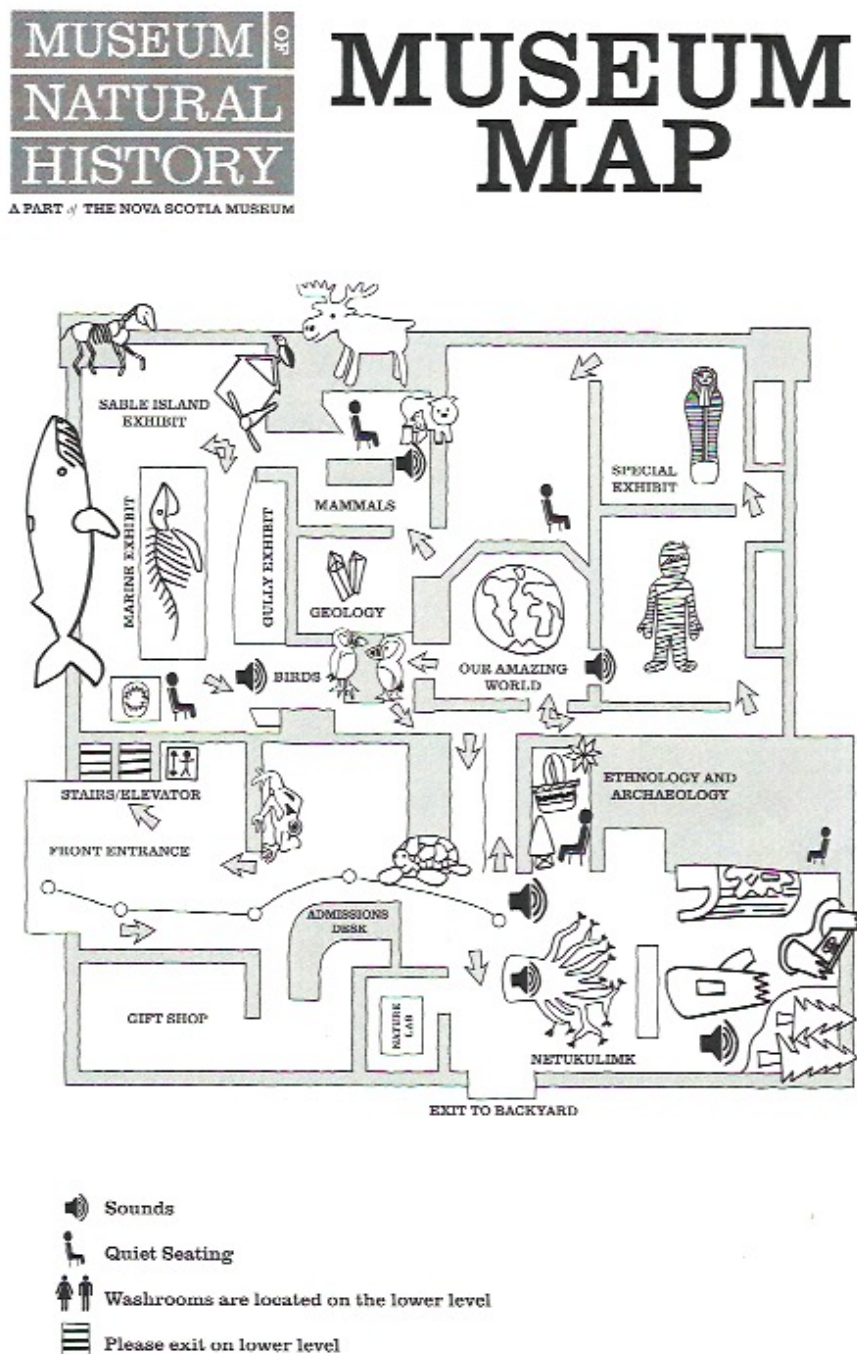 MUSEUM OF
NATURAL
HISTORY
A PART of THE NOVA SCOTIA MUSEUM
MUSEUM
MAP
SABLE ISLAND
EXHIBIT
MARINE EXHIBIT
GULLY EXHIBIT
MAMMALS
GEOLOGY
BIRDS
OUR AMAZING
WORLD
SPECIAL
EXHIBIT
STAIRS/ELEVATOR
FRONT ENTRANCE
ETHNOLOGY AND
ARCHAEOLOGY
ADMISSIONS
DESK
GIFT SHOP
NATURE
LAB
NETUKULIMK
EXIT TO BACKYARD
Sounds
Quiet Seating
Washrooms are located on the lower level
Please exit on lower level